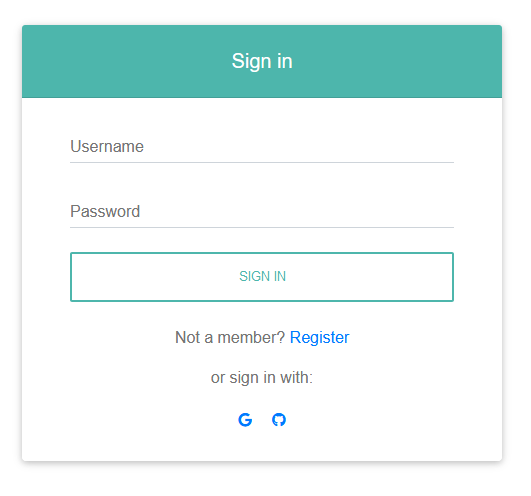 Sign in
Username
Password
SIGN IN
Not a member? Register
or sign in with: